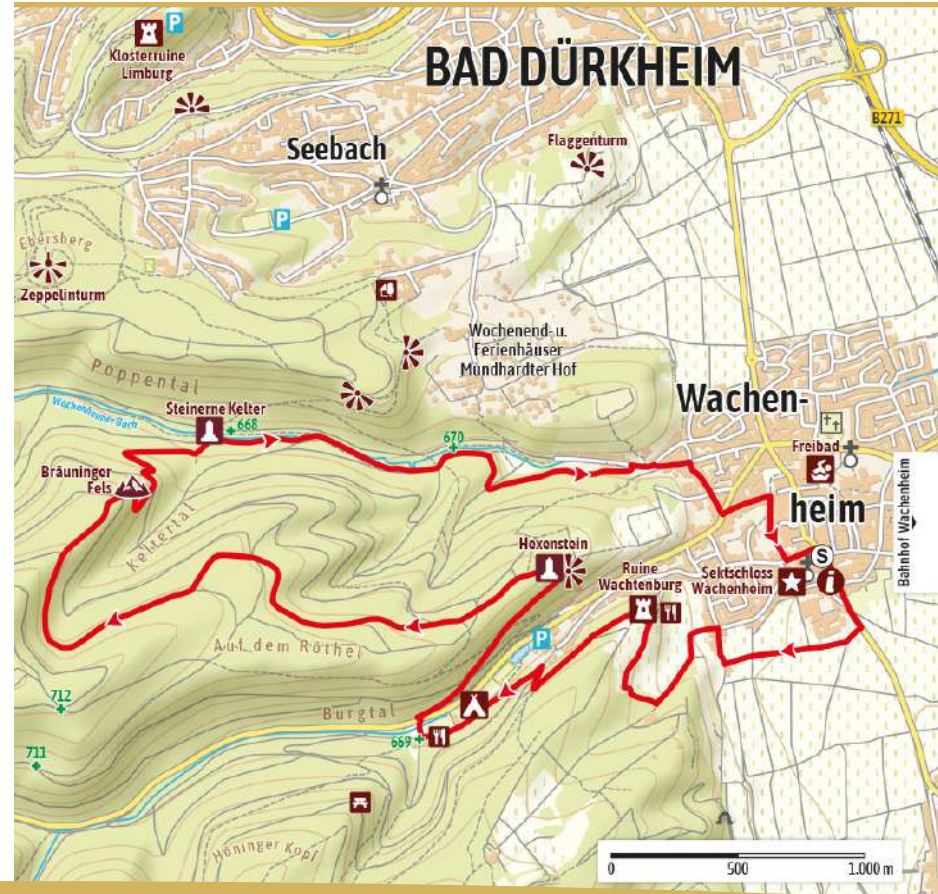 P
Klosterruine
Limburg
BAD DÜRKHEIM
B271
Seebach
Flaggenturm
P
Ebersberg
Zeppelinturm
Wochenend- u.
Ferienhäuser
Mundhardter Hof
Poppental
Wachenheimer Bach
Steinerne Kelter
668
670
Wachen-
heim
Freibad
Bahnhof Wachenheim
Bräuninger
Fels
Keltertal
Hexenstein
Ruine
Wachtenburg
Sektschloss
Wachenheim
S
i
P
Auf dem Röthel
712
711
Burgtal
669
Höninger Kopf
0 500 1.000 m